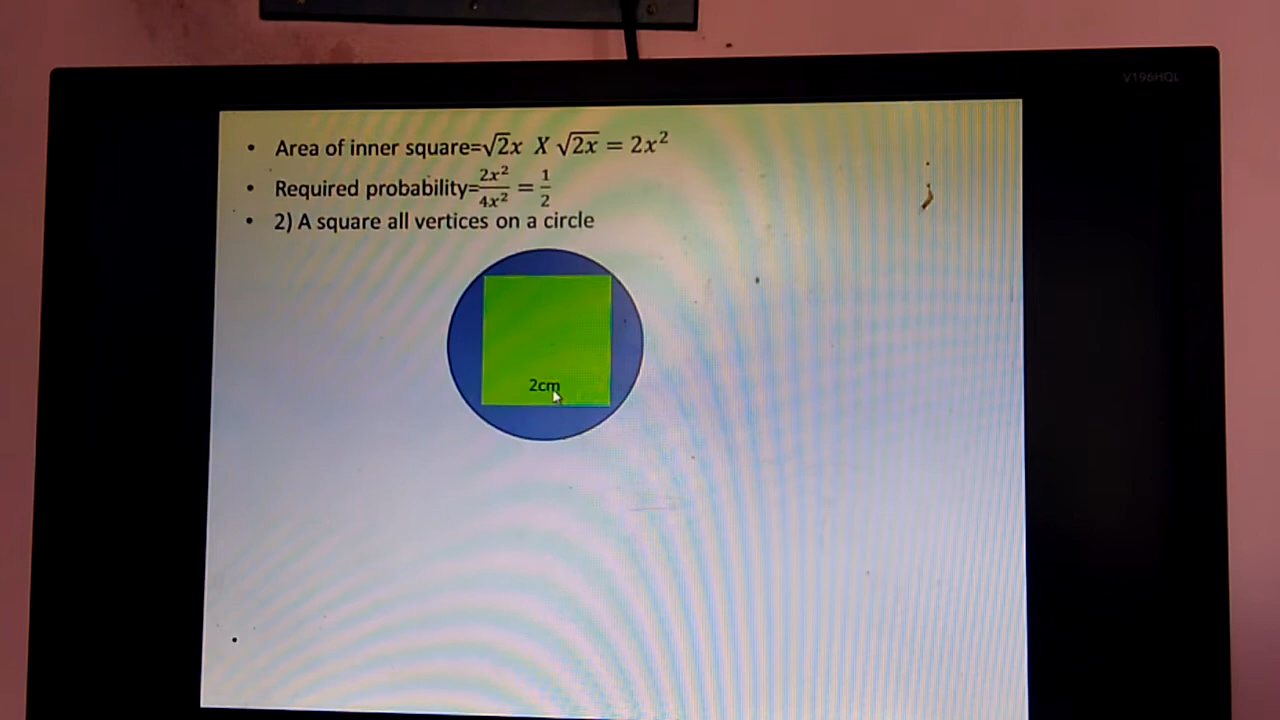 V196HQL
• Area of inner square=√2x X √2x = 2x²
• Required probability=2x²/4x² = 1/2
• 2) A square all vertices on a circle
2cm